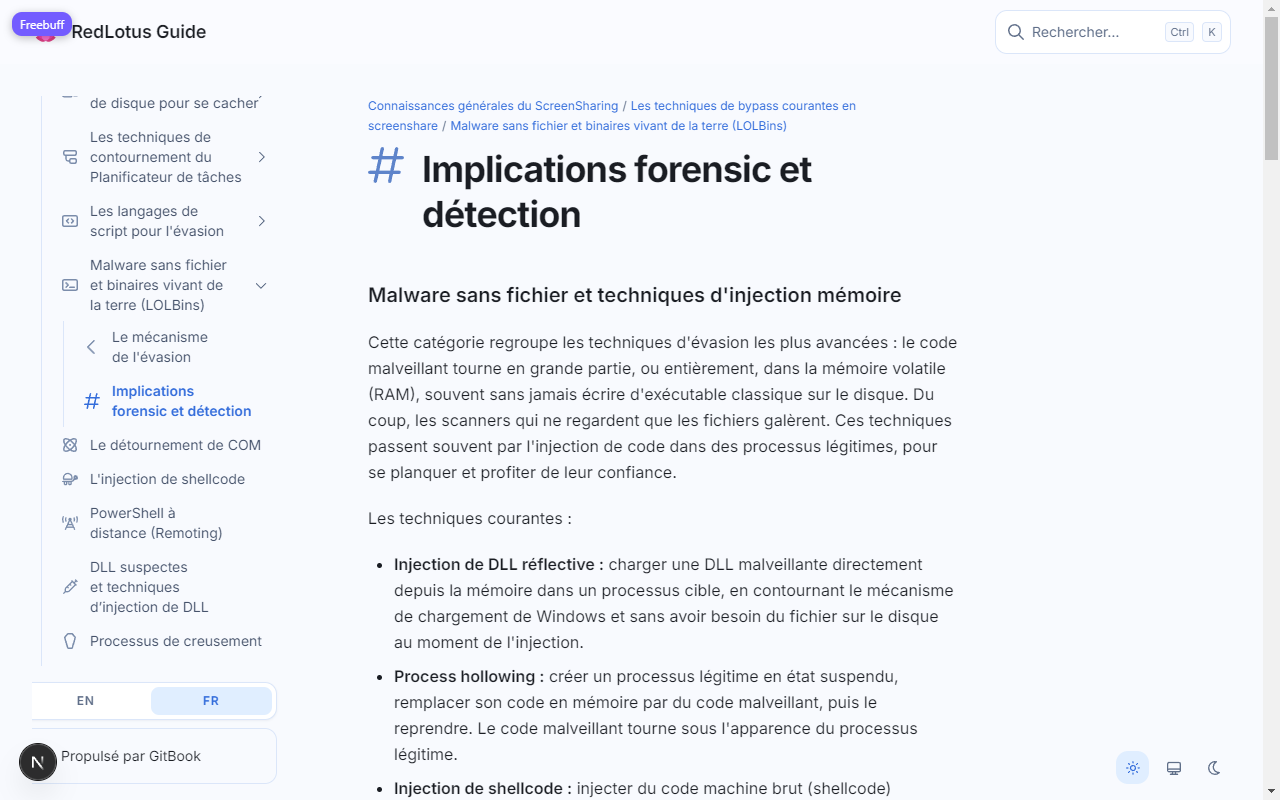 Freebuff
RedLotus Guide
Rechercher...
Ctrl
K
de disque pour se cacher
Les techniques de
contournement du
Planificateur de tâches
Les langages de
script pour l'évasion
Malware sans fichier
et binaires vivant de
la terre (LOLBins)
Le mécanisme
de l'évasion
Implications
forensic et détection
Le détournement de COM
L'injection de shellcode
PowerShell à
distance (Remoting)
DLL suspectes
et techniques
d’injection de DLL
Processus de creusement
EN
FR
N
Propulsé par GitBook
Connaissances générales du ScreenSharing / Les techniques de bypass courantes en
screenshare / Malware sans fichier et binaires vivant de la terre (LOLBins)
Implications forensic et
détection
Malware sans fichier et techniques d'injection mémoire
Cette catégorie regroupe les techniques d'évasion les plus avancées : le code
malveillant tourne en grande partie, ou entièrement, dans la mémoire volatile
(RAM), souvent sans jamais écrire d'exécutable classique sur le disque. Du
coup, les scanners qui ne regardent que les fichiers galèrent. Ces techniques
passent souvent par l'injection de code dans des processus légitimes, pour
se planquer et profiter de leur confiance.
Les techniques courantes :
• Injection de DLL réflective : charger une DLL malveillante directement
depuis la mémoire dans un processus cible, en contournant le mécanisme
de chargement de Windows et sans avoir besoin du fichier sur le disque
au moment de l'injection.
• Process hollowing : créer un processus légitime en état suspendu,
remplacer son code en mémoire par du code malveillant, puis le
reprendre. Le code malveillant tourne sous l'apparence du processus
légitime.
• Injection de shellcode : injecter du code machine brut (shellcode)